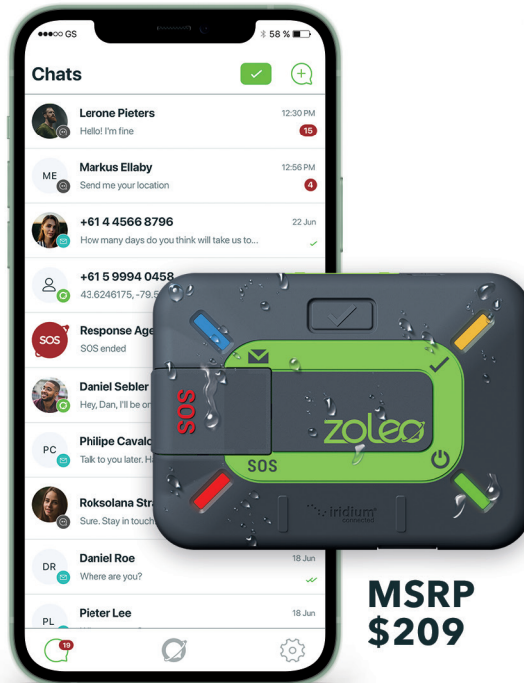 GS
58 %
Chats
Lerone Pieters
12:30 PM
Hello! I'm fine
15
ME
Markus Ellaby
12:56 PM
Send me your location
4
+61 4 4566 8796
22 Jun
How many days do you think will take us to...
+61 5 9994 0458
43.6246175, -79.5
SOS
Response Age
SOS ended
Daniel Sebler
Hey, Dan, I'll be on
PC
Philipe Cavalc
Talk to you later. Ha
Roksolana Str
Sure. Stay in touch
DR
Daniel Roe
18 Jun
Where are you?
PL
Pieter Lee
18 Jun
19
SOS
zoleo
SOS
iridium
connected
MSRP
$209